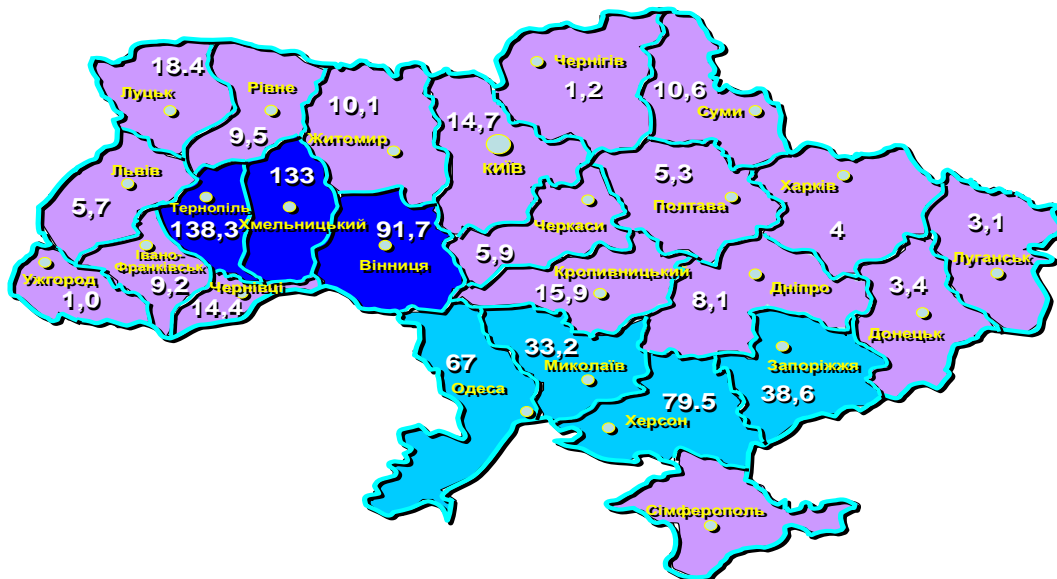 Чернігів
1,2
18.4
Луцьк
Рівне
9,5
10,1
Житомир
14,7
КИЇВ
10,6
Суми
Львів
5,7
Тернопіль
138,3
133
Хмельницький
91,7
Вінниця
5,3
Полтава
Харків
4
Черкаси
5,9
3,1
Луганськ
Івано-
Франківськ
9,2
Ужгород
1,0
Чернівці
14,4
Кропивницький
15,9
Дніпро
8,1
3,4
Донецьк
67
Одеса
33,2
Миколаїв
Запоріжжя
38,6
79.5
Херсон
Сімферополь